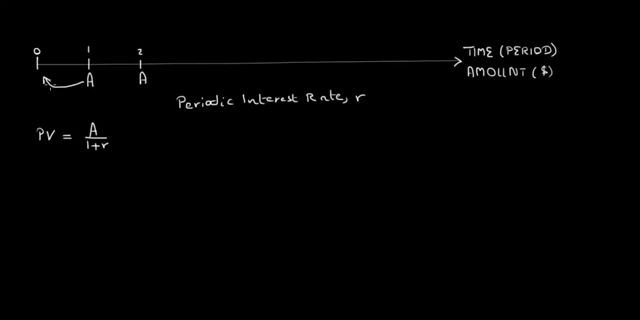 0 1 2
TIME (PERIOD)
A A
AMOUNT ($)
Periodic Interest Rate, r
PV = A / 1+r